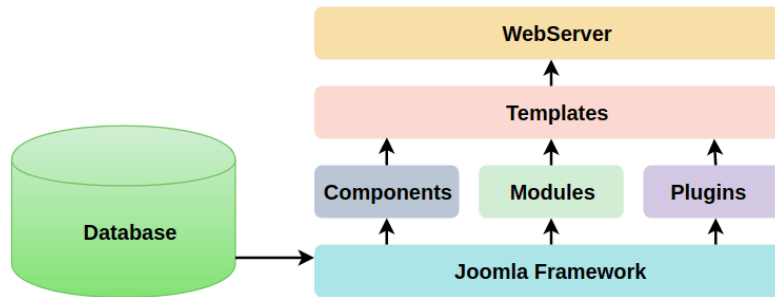 WebServer
Templates
Components
Modules
Plugins
Database
Joomla Framework